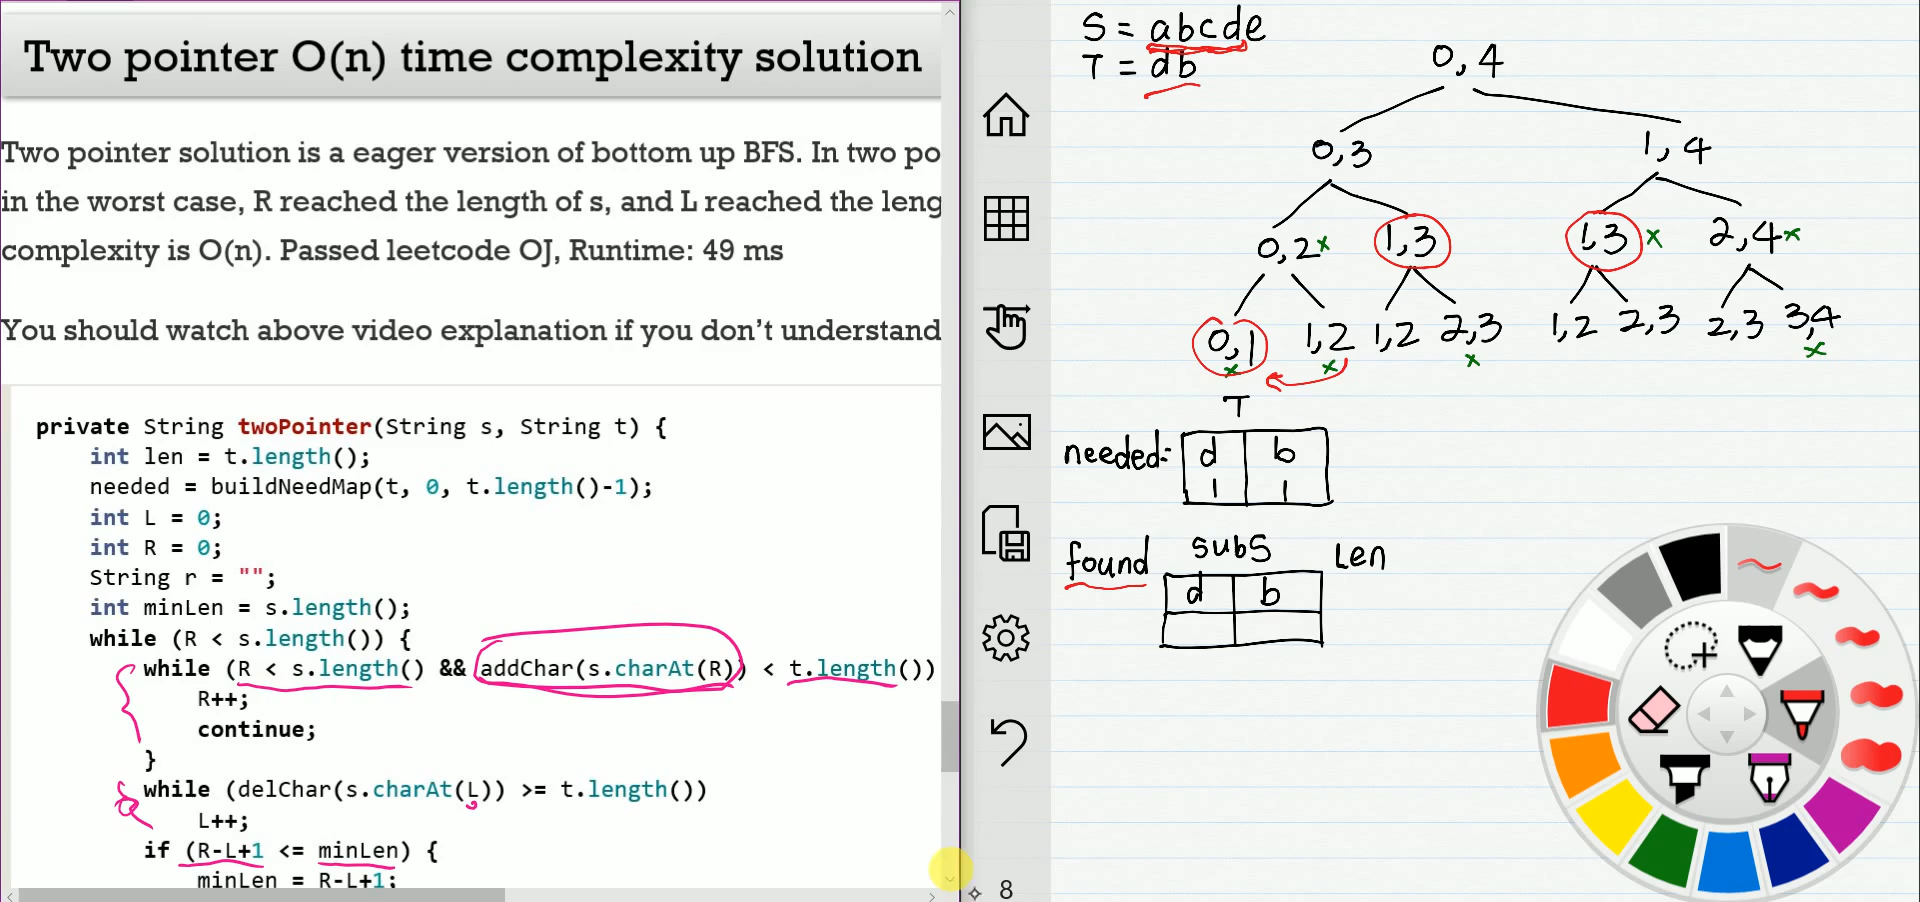 Two pointer O(n) time complexity solution
Two pointer solution is a eager version of bottom up BFS. In two po
in the worst case, R reached the length of s, and L reached the leng
complexity is O(n). Passed leetcode OJ, Runtime: 49 ms
You should watch above video explanation if you don't understand
private String twoPointer(String s, String t) {
int len = t.length();
needed = buildNeedMap(t, 0, t.length()-1);
int L = 0;
int R = 0;
String r = "";
int minLen = s.length();
while (R < s.length()) {
while (R < s.length() && addChar(s.charAt(R)) < t.length())
R++;
continue;
}
while (delChar(s.charAt(L)) >= t.length())
L++;
if (R-L+1 <= minLen) {
minLen = R-L+1;
S = abcde
T = db
0,4
0,3 1,4
0,2 x 1,3 1,3 x 2,4 x
0,1 1,2 1,2 2,3 1,2 2,3 2,3 3,4
x x x x
T
needed: d b
1 1
found subS Len
d b
8